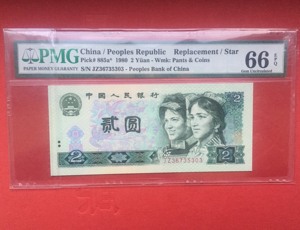 PMG
PAPER MONEY GUARANTY
China / Peoples Republic Replacement / Star
Pick# 885a* 1980 2 Yüan - Wmk: Pants & Coins
S/N ZZ36735303 - Peoples Bank of China
66 EPQ
Gem Uncirculated
中国人民银行
贰圆
2
2
ZZ36735303